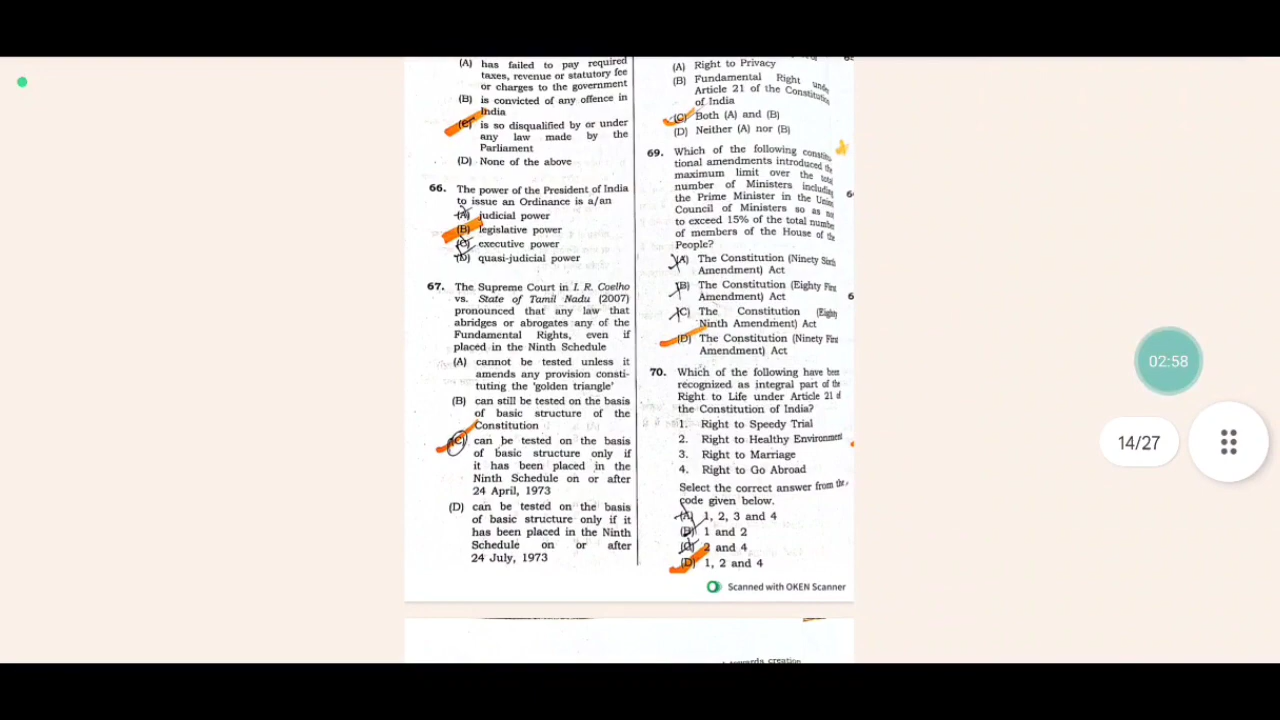 (A) has failed to pay required
taxes, revenue or statutory fee
or charges to the government
(B) is convicted of any offence in
India
(C) is so disqualified by or under
any law made by the
Parliament
(D) None of the above
66. The power of the President of India
to issue an Ordinance is a/an
(A) judicial power
(B) legislative power
(C) executive power
(D) quasi-judicial power
67. The Supreme Court in I. R. Coelho
vs. State of Tamil Nadu (2007)
pronounced that any law that
abridges or abrogates any of the
Fundamental Rights, even if
placed in the Ninth Schedule
(A) cannot be tested unless it
amends any provision consti-
tuting the 'golden triangle'
(B) can still be tested on the basis
of basic structure of the
Constitution
(C) can be tested on the basis
of basic structure only if
it has been placed in the
Ninth Schedule on or after
24 April, 1973
(D) can be tested on the basis
of basic structure only if it
has been placed in the Ninth
Schedule on or after
24 July, 1973
(A) Right to Privacy
(B) Fundamental Right under
Article 21 of the Constitution
of India
(C) Both (A) and (B)
(D) Neither (A) nor (B)
69. Which of the following constitu-
tional amendments introduced the
maximum limit over the total
number of Ministers including
the Prime Minister in the Union
Council of Ministers so as not
to exceed 15% of the total number
of members of the House of the
People?
(A) The Constitution (Ninety Sixth
Amendment) Act
(B) The Constitution (Eighty First
Amendment) Act
(C) The Constitution (Eighty
Ninth Amendment) Act
(D) The Constitution (Ninety First
Amendment) Act
70. Which of the following have been
recognized as integral part of the
Right to Life under Article 21 of
the Constitution of India?
1. Right to Speedy Trial
2. Right to Healthy Environment
3. Right to Marriage
4. Right to Go Abroad
Select the correct answer from the
code given below.
(A) 1, 2, 3 and 4
(B) 1 and 2
(C) 2 and 4
(D) 1, 2 and 4
Scanned with OKEN Scanner
towards creation
02:58
14/27